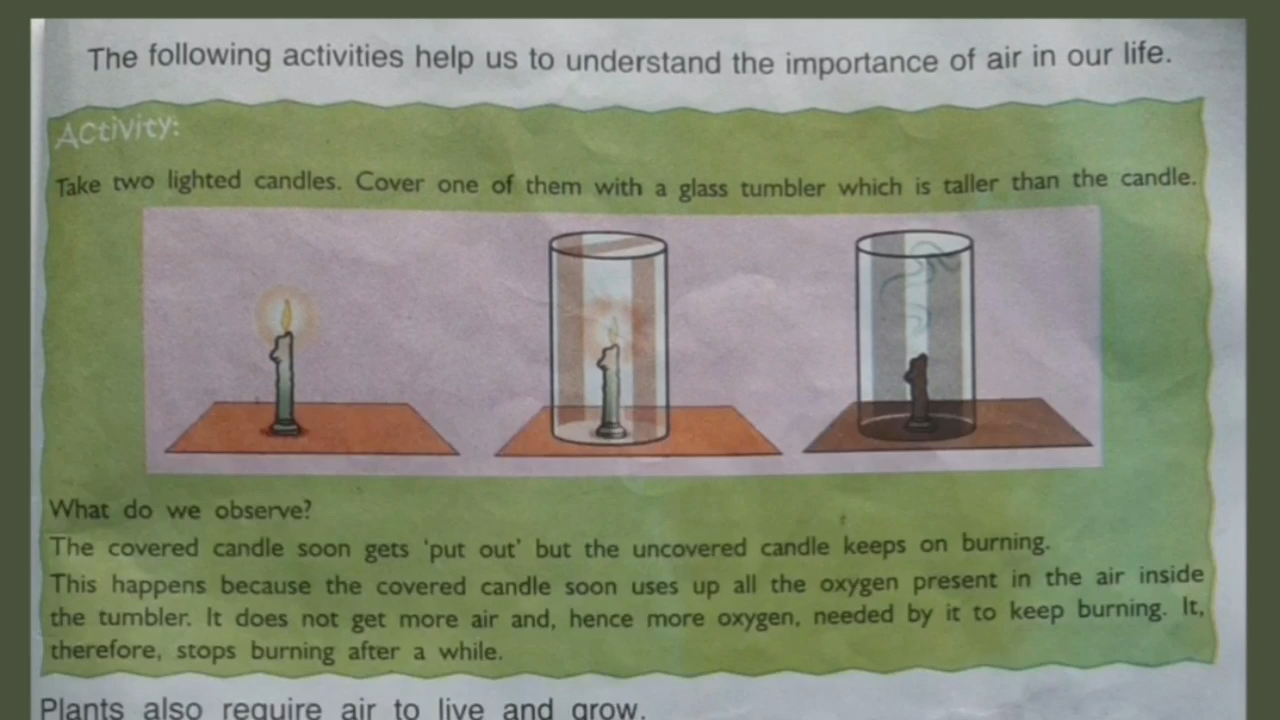 The following activities help us to understand the importance of air in our life.
Activity:
Take two lighted candles. Cover one of them with a glass tumbler which is taller than the candle.
What do we observe?
The covered candle soon gets 'put out' but the uncovered candle keeps on burning.
This happens because the covered candle soon uses up all the oxygen present in the air inside
the tumbler. It does not get more air and, hence more oxygen, needed by it to keep burning. It,
therefore, stops burning after a while.
Plants also require air to live and grow.